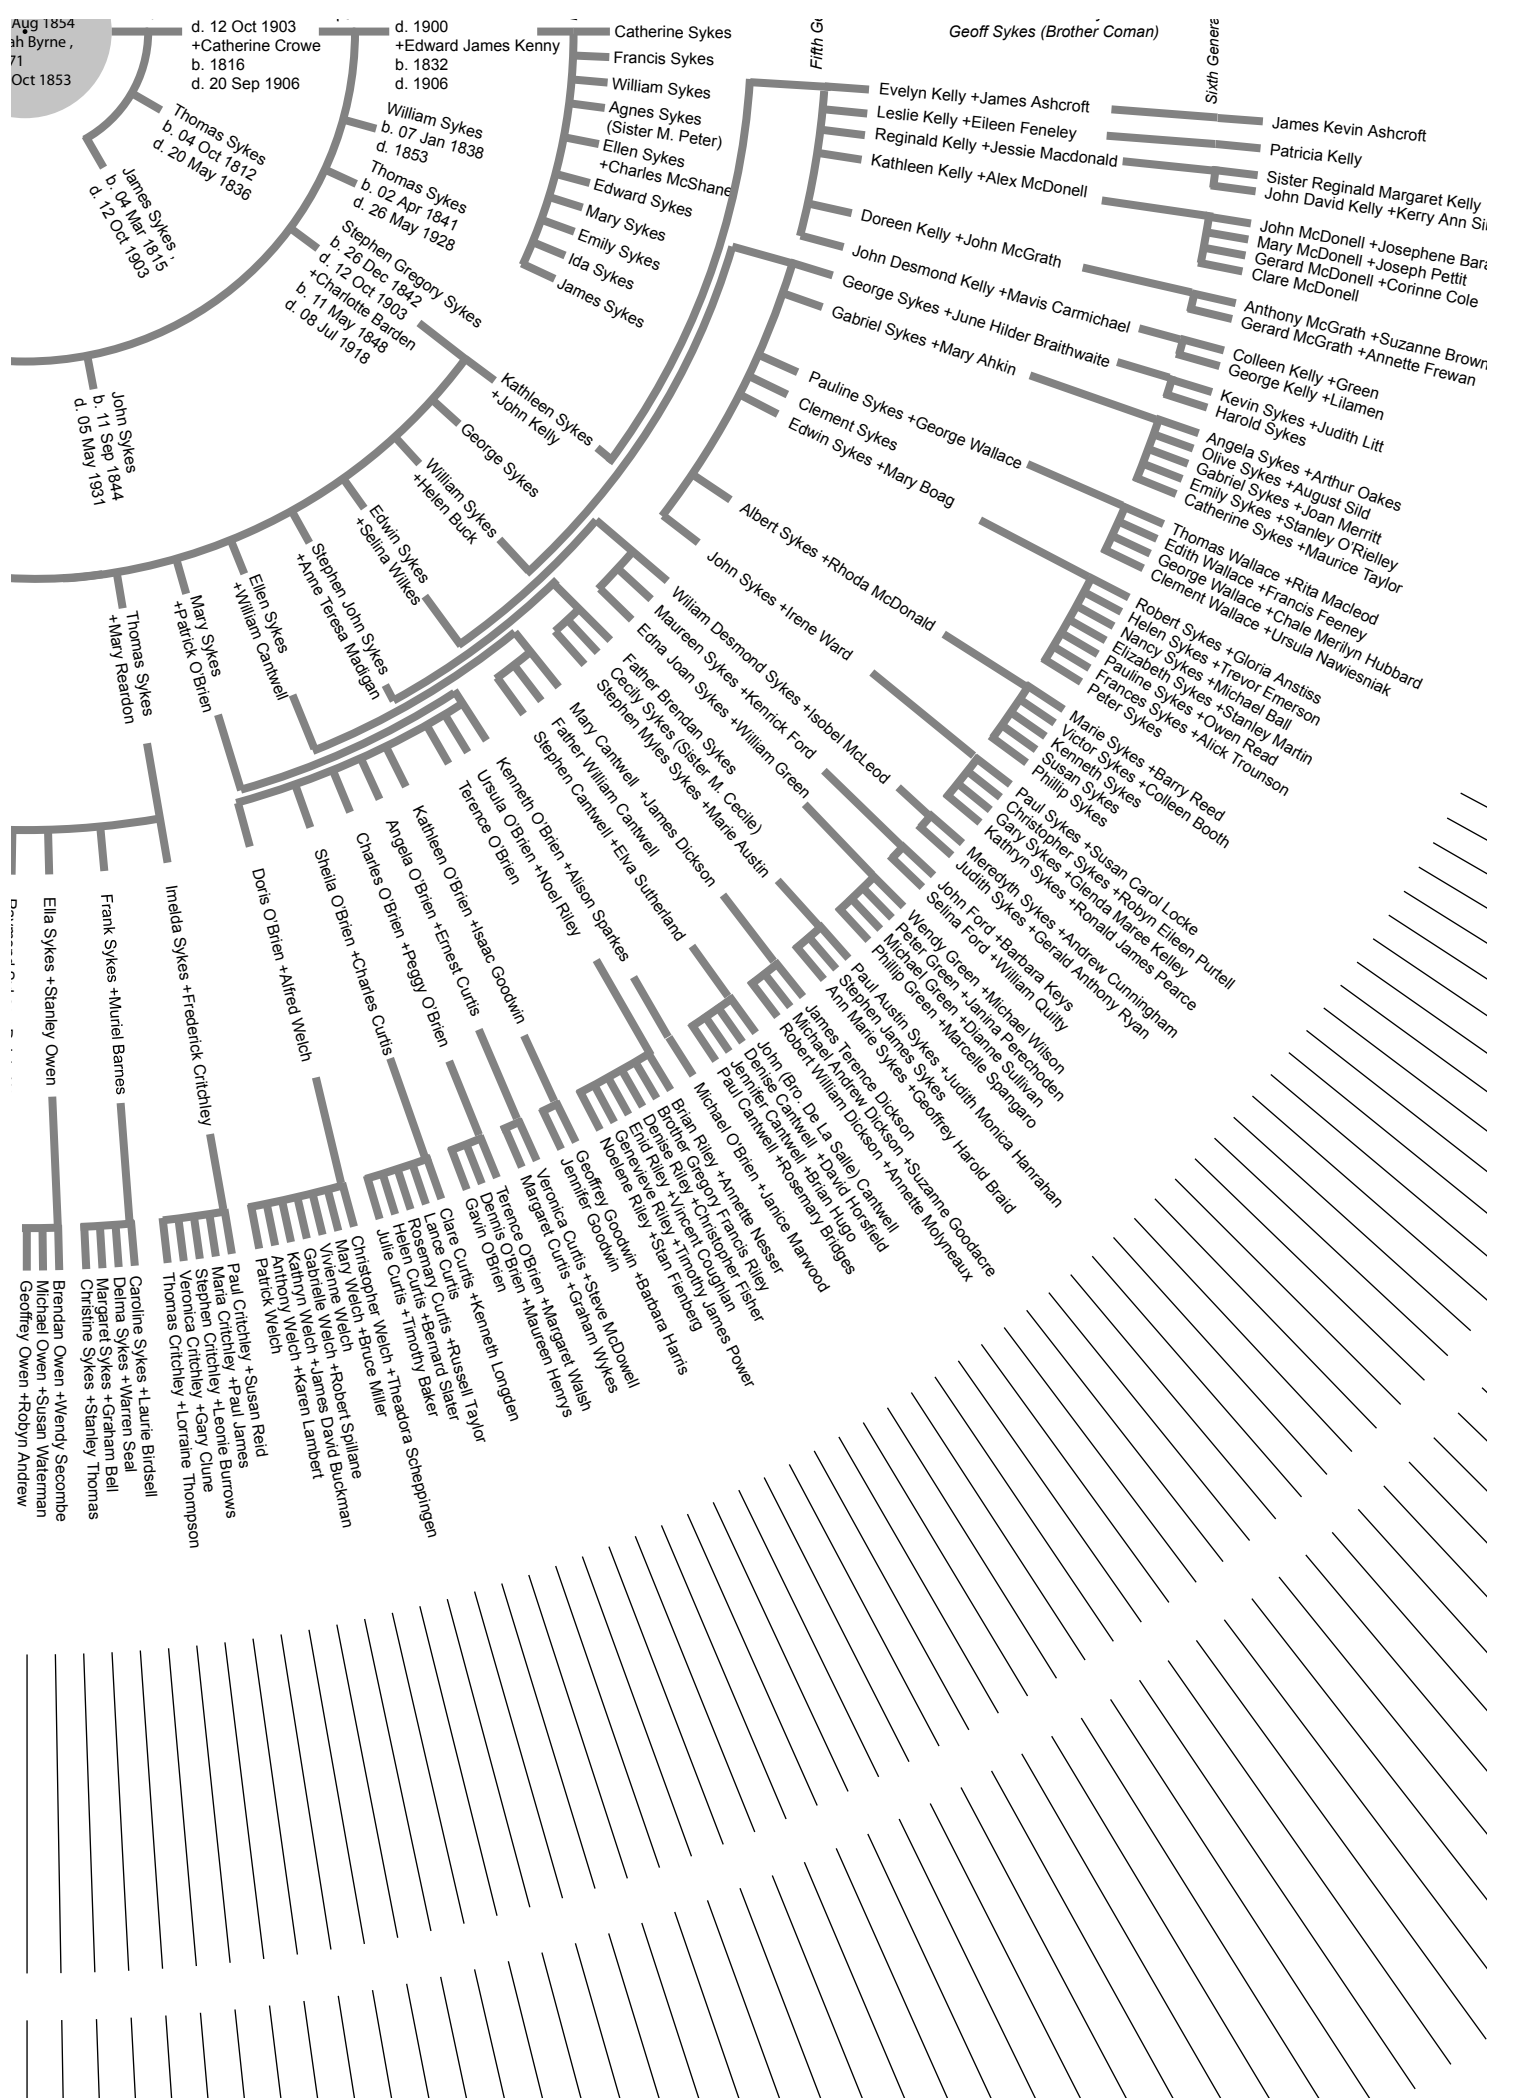 Aug 1854
ah Byrne ,
71
Oct 1853
d. 12 Oct 1903
+Catherine Crowe
b. 1816
d. 20 Sep 1906
Thomas Sykes
b. 04 Oct 1812
d. 20 May 1836
James Sykes ,
b. 04 Mar 1815
d. 12 Oct 1903
d. 1900
+Edward James Kenny
b. 1832
d. 1906
William Sykes
b. 07 Jan 1838
d. 1853
Thomas Sykes
b. 02 Apr 1841
d. 26 May 1928
Stephen Gregory Sykes
b. 26 Dec 1842
d. 12 Oct 1903
+Charlotte Barden
b. 11 May 1848
d. 08 Jul 1918
John Sykes
b. 11 Sep 1844
d. 05 May 1931
Catherine Sykes
Francis Sykes
William Sykes
Agnes Sykes
(Sister M. Peter)
Ellen Sykes
+Charles McShane
Edward Sykes
Mary Sykes
Emily Sykes
Ida Sykes
James Sykes
Kathleen Sykes
+John Kelly
George Sykes
William Sykes
+Helen Buck
Edwin Sykes
+Selina Wilkes
Stephen John Sykes
+Anne Teresa Madigan
Ellen Sykes
+William Cantwell
Mary Sykes
+Patrick O'Brien
Thomas Sykes
+Mary Reardon
Fifth G
Geoff Sykes (Brother Coman)
Sixth Genera
Evelyn Kelly +James Ashcroft
Leslie Kelly +Eileen Feneley
Reginald Kelly +Jessie Macdonald
Kathleen Kelly +Alex McDonell
Doreen Kelly +John McGrath
John Desmond Kelly +Mavis Carmichael
George Sykes +June Hilder Braithwaite
Gabriel Sykes +Mary Ahkin
Pauline Sykes +George Wallace
Clement Sykes
Edwin Sykes +Mary Boag
Albert Sykes +Rhoda McDonald
John Sykes +Irene Ward
Wiliam Desmond Sykes +Isobel McLeod
Maureen Sykes +Kenrick Ford
Edna Joan Sykes +William Green
Father Brendan Sykes
Cecily Sykes (Sister M. Cecile)
Stephen Myles Sykes +Marie Austin
Mary Cantwell +James Dickson
Father William Cantwell
Stephen Cantwell +Elva Sutherland
Kenneth O'Brien +Alison Sparkes
Ursula O'Brien +Noel Riley
Terence O'Brien
Kathleen O'Brien +Isaac Goodwin
Angela O'Brien +Ernest Curtis
Charles O'Brien +Peggy O'Brien
Sheila O'Brien +Charles Curtis
Doris O'Brien +Alfred Welch
Imelda Sykes +Frederick Critchley
Frank Sykes +Muriel Barnes
Ella Sykes +Stanley Owen
James Kevin Ashcroft
Patricia Kelly
Sister Reginald Margaret Kelly
John David Kelly +Kerry Ann Si
John McDonell +Josephene Bar
Mary McDonell +Joseph Pettit
Gerard McDonell +Corinne Cole
Clare McDonell
Anthony McGrath +Suzanne Brown
Gerard McGrath +Annette Frewan
Colleen Kelly +Green
George Kelly +Lilamen
Kevin Sykes +Judith Litt
Harold Sykes
Angela Sykes +Arthur Oakes
Olive Sykes +August Sild
Gabriel Sykes +Joan Merritt
Emily Sykes +Stanley O'Rielley
Catherine Sykes +Maurice Taylor
Thomas Wallace +Rita Macleod
Edith Wallace +Francis Feeney
George Wallace +Chale Merilyn Hubbard
Clement Wallace +Ursula Nawiesniak
Robert Sykes +Gloria Anstiss
Helen Sykes +Trevor Emerson
Nancy Sykes +Michael Ball
Elizabeth Sykes +Stanley Martin
Pauline Sykes +Owen Read
Frances Sykes +Alick Trounson
Peter Sykes
Marie Sykes +Barry Reed
Victor Sykes +Colleen Booth
Kenneth Sykes
Susan Sykes
Phillip Sykes
Paul Sykes +Susan Carol Locke
Christopher Sykes +Robyn Eileen Purtell
Gary Sykes +Glenda Maree Kelley
Kathryn Sykes +Ronald James Pearce
Meredyth Sykes +Andrew Cunningham
Judith Sykes +Gerald Anthony Ryan
John Ford +Barbara Keys
Selina Ford +William Quilty
Wendy Green +Michael Wilson
Peter Green +Janina Perechoden
Michael Green +Dianne Sullivan
Phillip Green +Marcelle Spangaro
Paul Austin Sykes +Judith Monica Hanrahan
Stephen James Sykes
Ann Marie Sykes +Geoffrey Harold Braid
James Terence Dickson
Michael Andrew Dickson +Suzanne Goodacre
Robert William Dickson +Annette Molyneaux
John (Bro. De La Salle) Cantwell
Denise Cantwell +David Horsfield
Jennifer Cantwell +Brian Hugo
Paul Cantwell +Rosemary Bridges
Michael O'Brien +Janice Marwood
Brian Riley +Annette Nesser
Brother Gregory Francis Riley
Denise Riley +Christopher Fisher
Enid Riley +Vincent Coughlan
Genevieve Riley +Timothy James Power
Noelene Riley +Stan Fienberg
Geoffrey Goodwin +Barbara Harris
Jennifer Goodwin
Veronica Curtis +Steve McDowell
Margaret Curtis +Graham Wykes
Terence O'Brien +Margaret Walsh
Dennis O'Brien +Maureen Henrys
Gavin O'Brien
Clare Curtis +Kenneth Longden
Lance Curtis
Rosemary Curtis +Russell Taylor
Helen Curtis +Bernard Slater
Julie Curtis +Timothy Baker
Christopher Welch +Theadora Scheppingen
Mary Welch +Bruce Miller
Vivienne Welch
Gabrielle Welch +Robert Spillane
Kathryn Welch +James David Buckman
Anthony Welch +Karen Lambert
Patrick Welch
Paul Critchley +Susan Reid
Maria Critchley +Paul James
Stephen Critchley +Leonie Burrows
Veronica Critchley +Gary Clune
Thomas Critchley +Lorraine Thompson
Caroline Sykes +Laurie Birdsell
Delma Sykes +Warren Seal
Margaret Sykes +Graham Bell
Christine Sykes +Stanley Thomas
Brendan Owen +Wendy Secombe
Michael Owen +Susan Waterman
Geoffrey Owen +Robyn Andrew